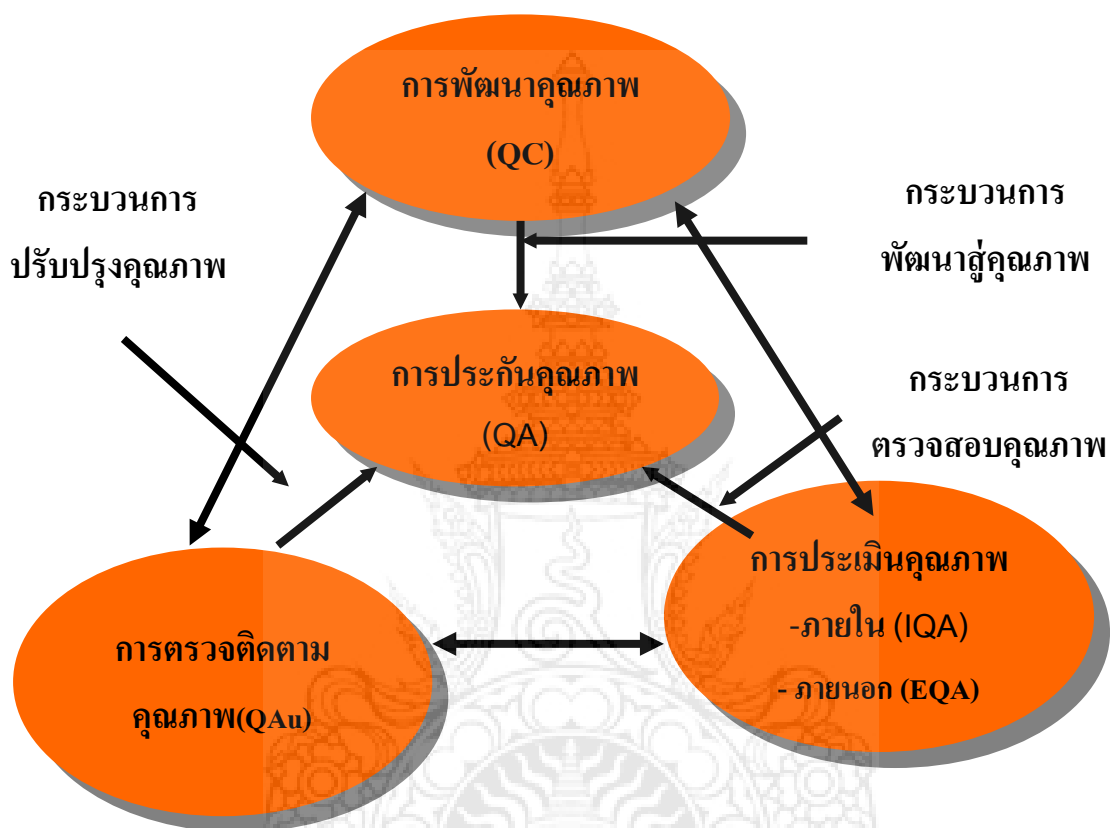 การพัฒนาคุณภาพ
(QC)
กระบวนการ
ปรับปรุงคุณภาพ
กระบวนการ
พัฒนาสู่คุณภาพ
การประกันคุณภาพ
(QA)
กระบวนการ
ตรวจสอบคุณภาพ
การประเมินคุณภาพ
-ภายใน (IQA)
- ภายนอก (EQA)
การตรวจติดตาม
คุณภาพ(QAu)